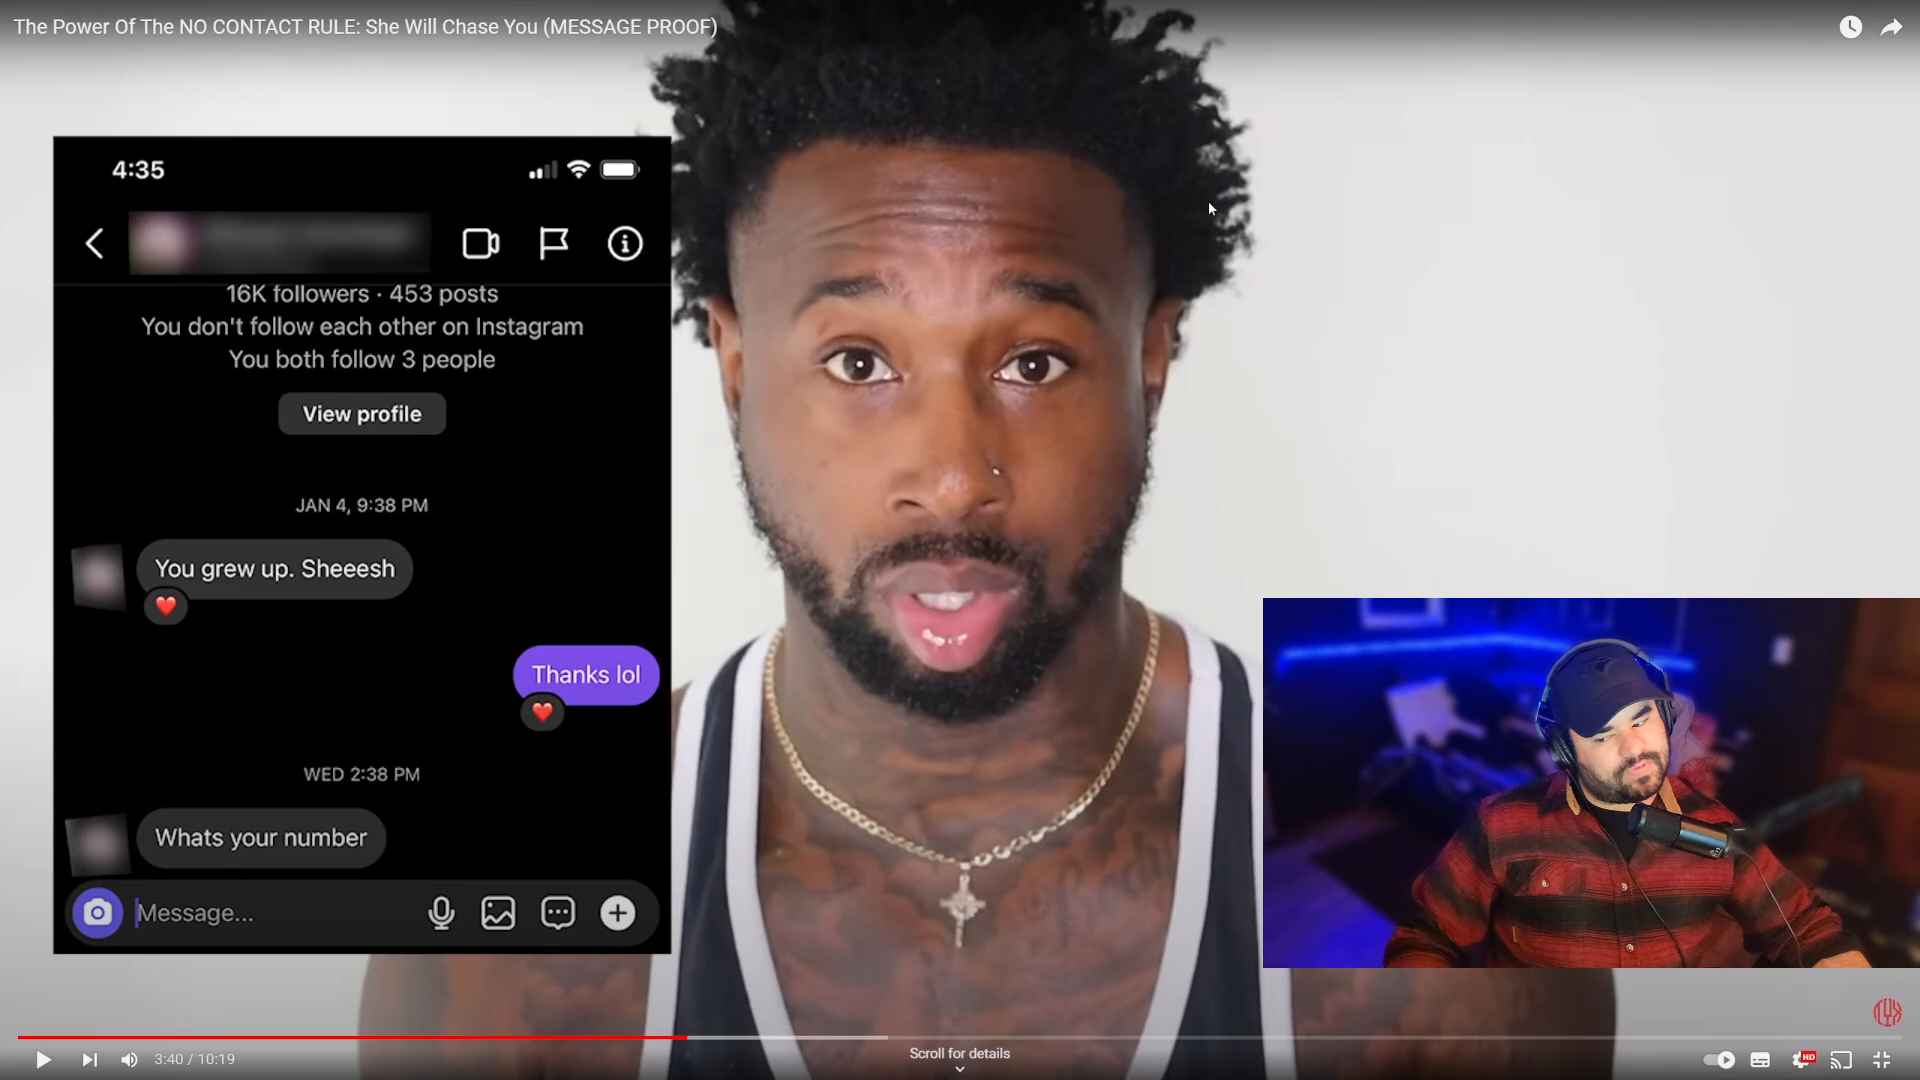 The Power Of The NO CONTACT RULE: She Will Chase You (MESSAGE PROOF)
4:35
16K followers · 453 posts
You don't follow each other on Instagram
You both follow 3 people
View profile
JAN 4, 9:38 PM
You grew up. Sheeesh
Thanks lol
WED 2:38 PM
Whats your number
Message...
3:40 / 10:19
Scroll for details
HD